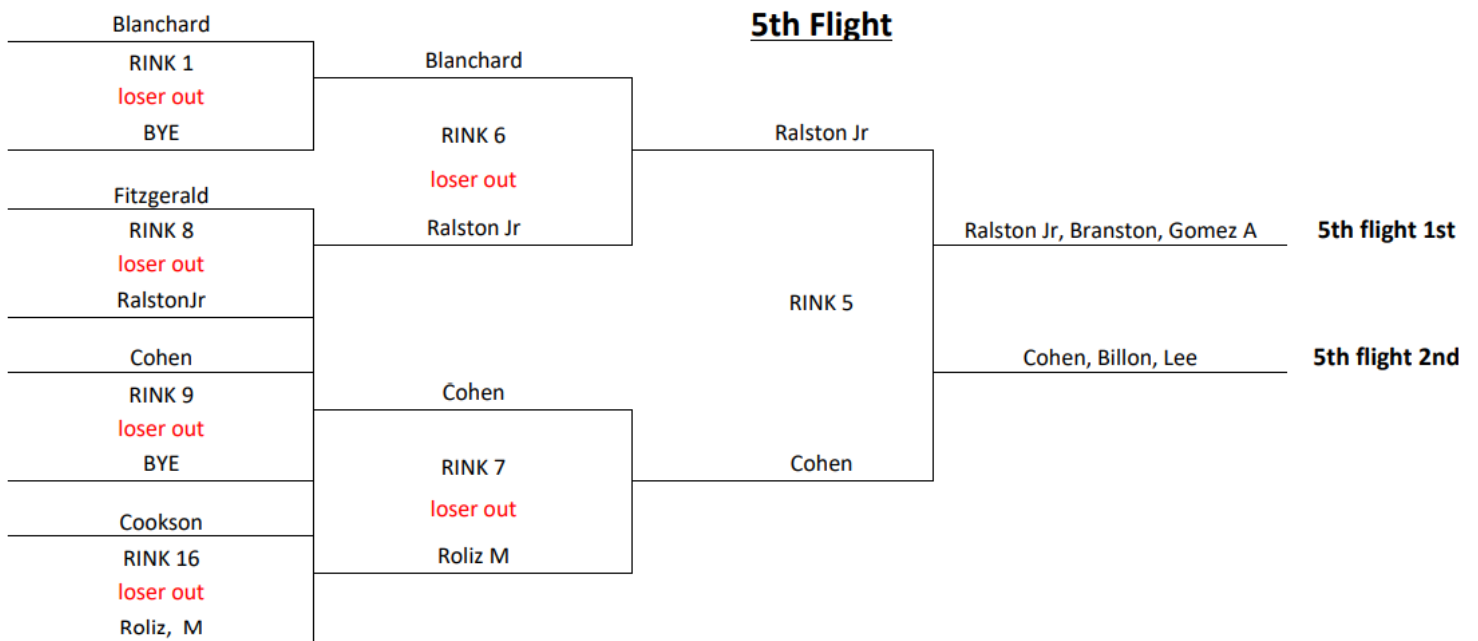 5th Flight
Blanchard
RINK 1
loser out
BYE
Fitzgerald
RINK 8
loser out
RalstonJr
Cohen
RINK 9
loser out
BYE
Cookson
RINK 16
loser out
Roliz, M
Blanchard
RINK 6
loser out
Ralston Jr
Cohen
RINK 7
loser out
Roliz M
Ralston Jr
RINK 5
Cohen
Ralston Jr, Branston, Gomez A 5th flight 1st
Cohen, Billon, Lee 5th flight 2nd